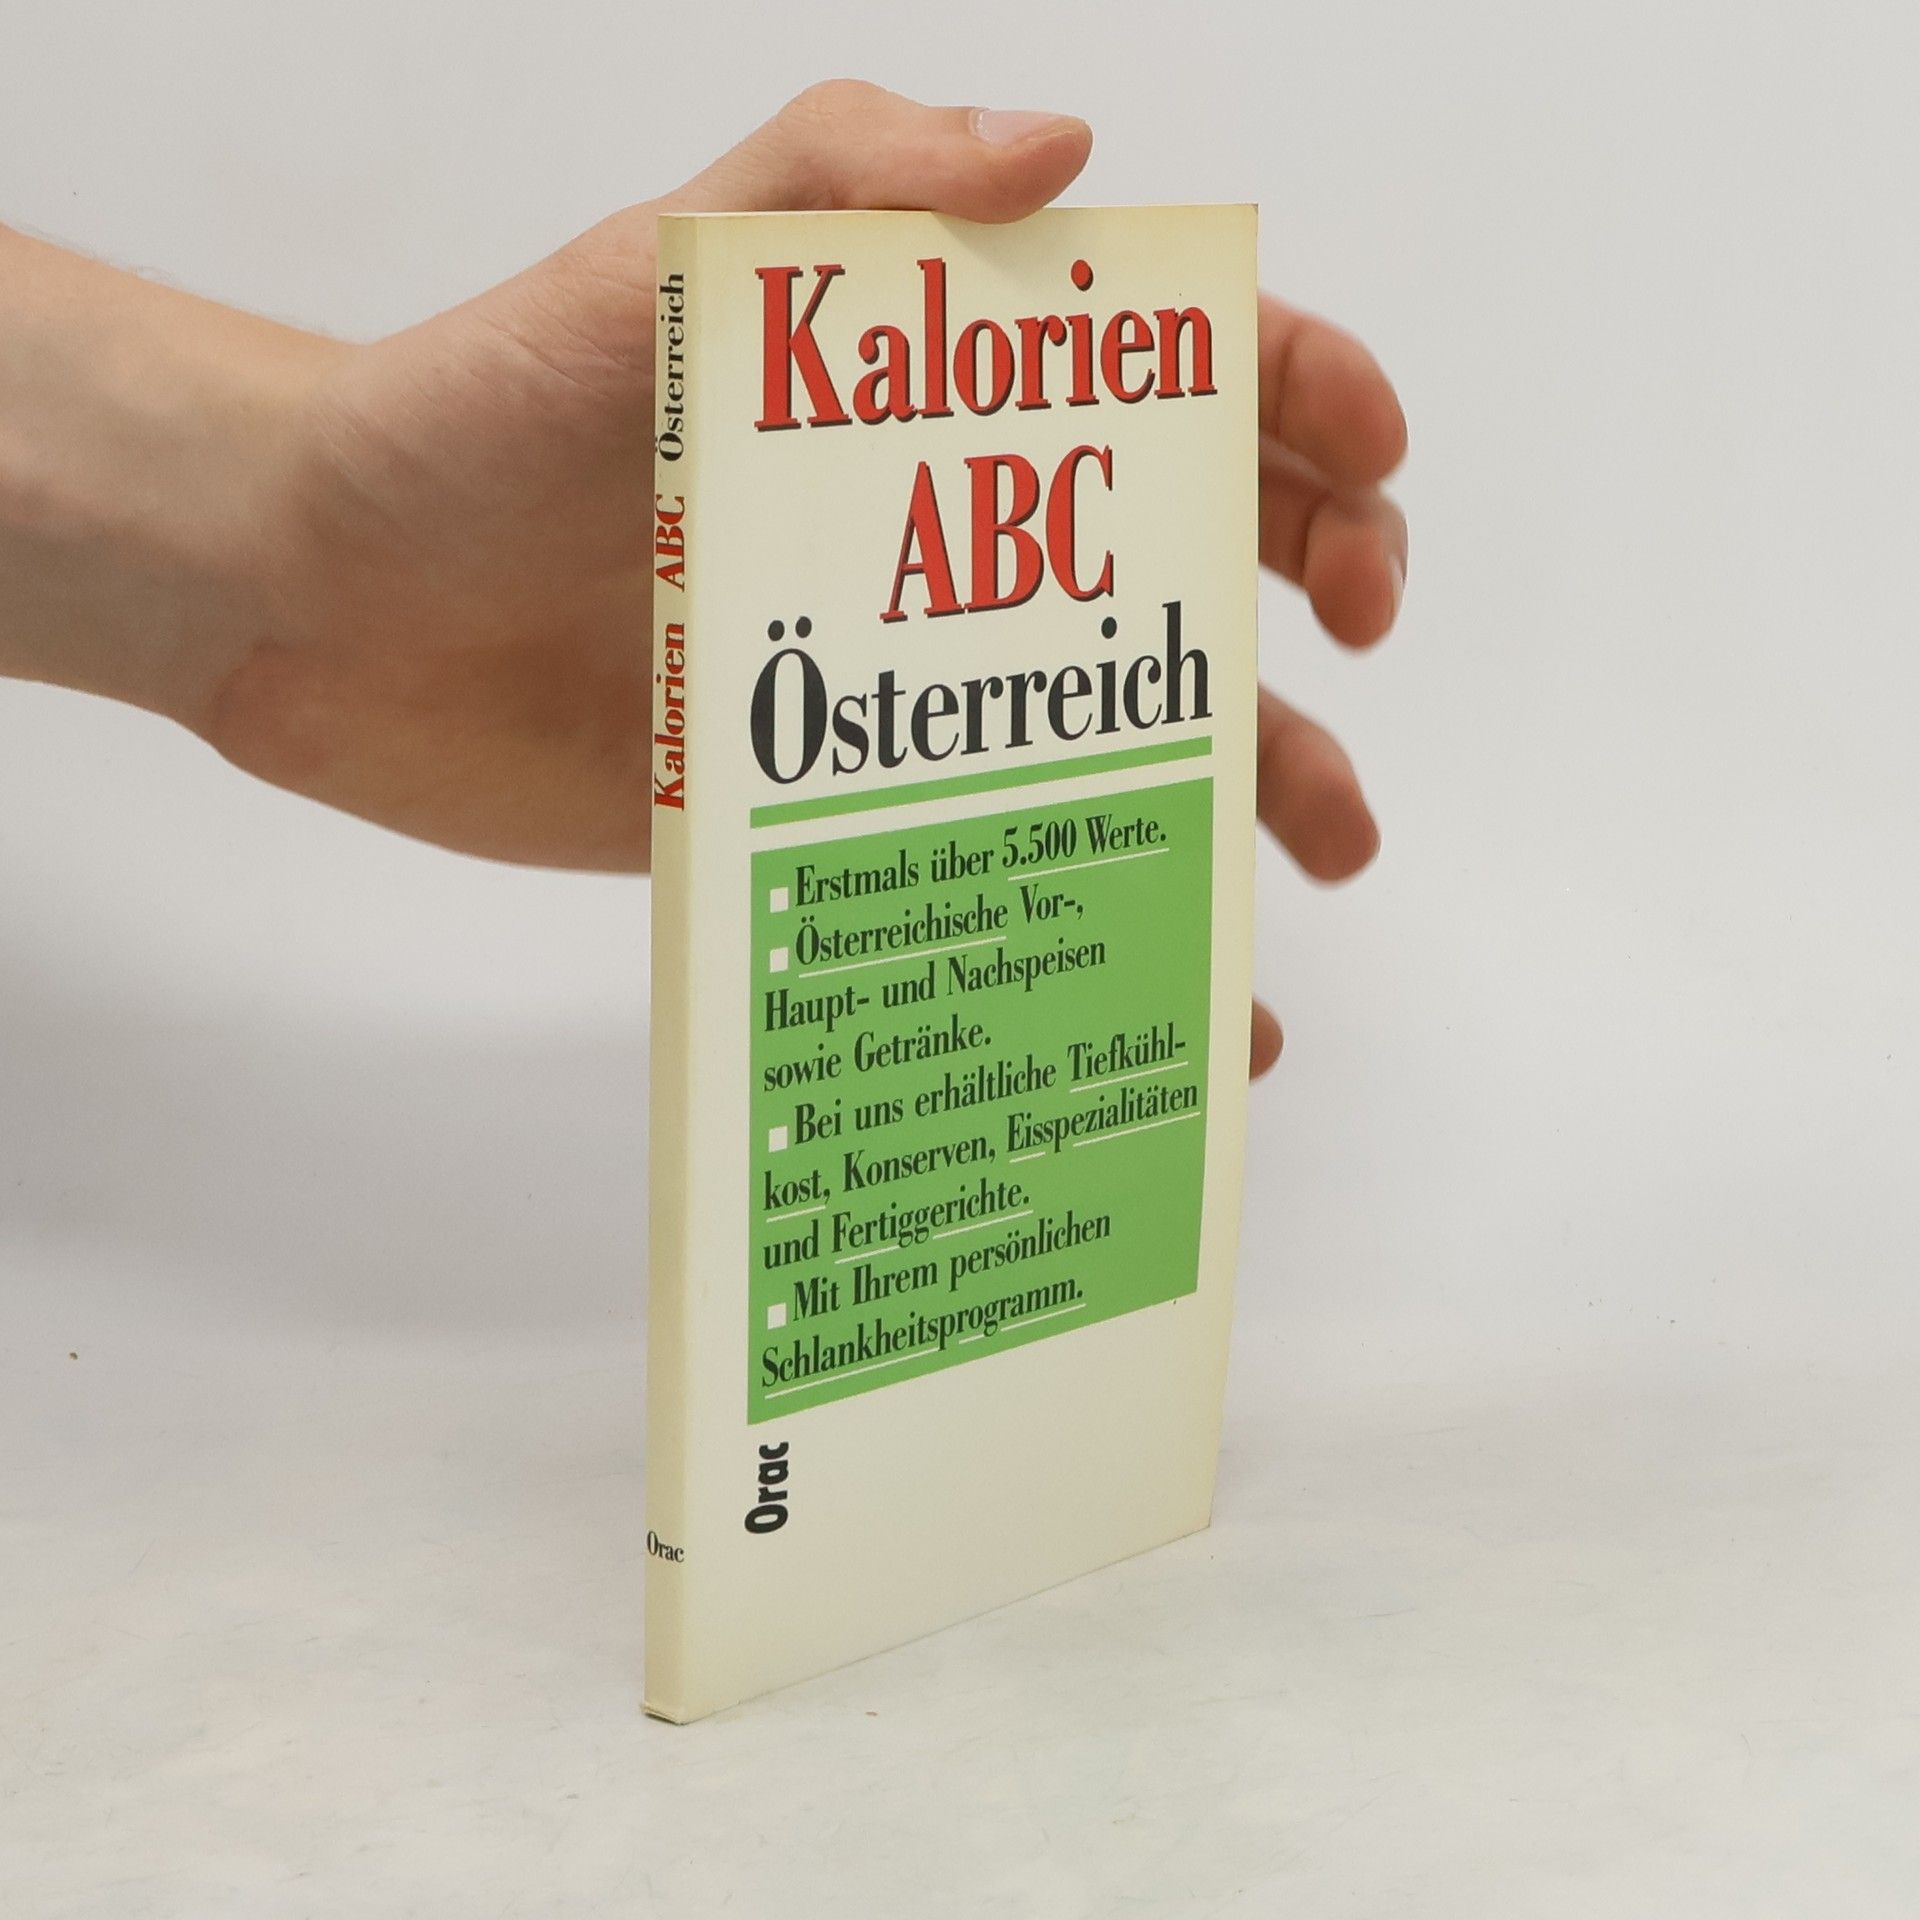 Kalorien
ABC
Österreich
Erstmals über 5.500 Werte.
Österreichische Vor-,
Haupt- und Nachspeisen
sowie Getränke.
Bei uns erhältliche Tiefkühl-
kost, Konserven, Eisspezialitäten
und Fertiggerichte.
Mit Ihrem persönlichen
Schlankheitsprogramm.
Orac
Kalorien ABC Österreich
Orac